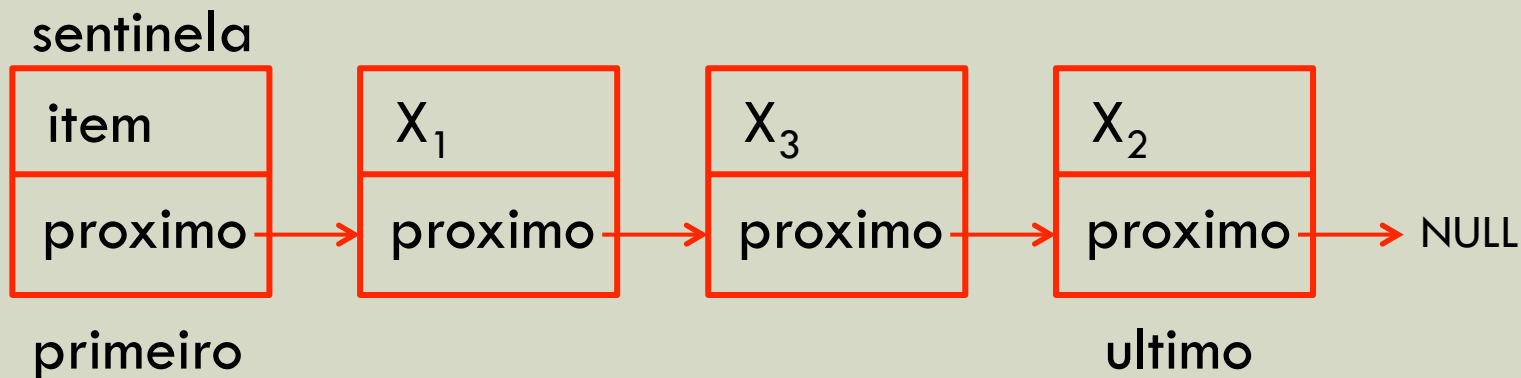 sentinela
item X₁ X₃ X₂
proximo proximo proximo proximo NULL
primeiro ultimo